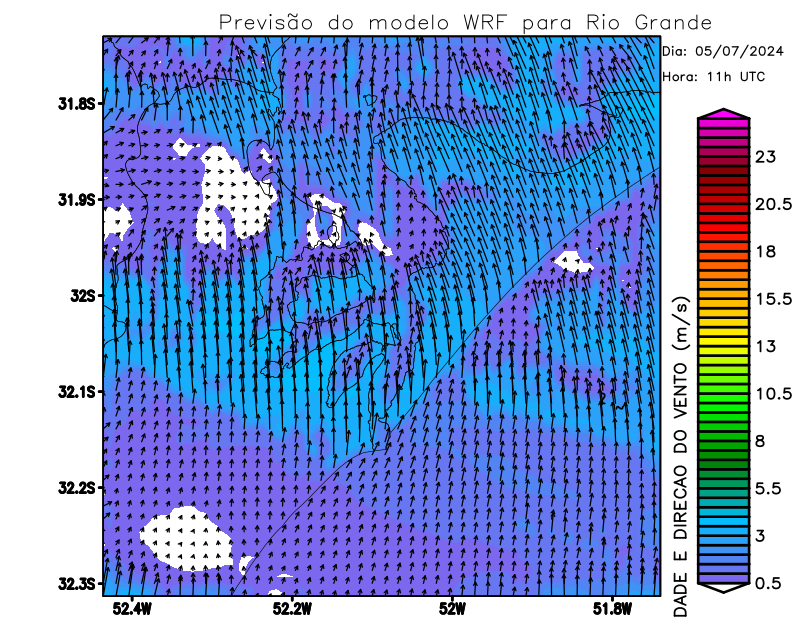 Previsão do modelo WRF para Rio Grande
Dia: 05/07/2024
Hora: 11h UTC
31.8S
31.9S
32S
32.1S
32.2S
32.3S
52.4W
52.2W
52W
51.8W
DADE E DIRECAO DO VENTO (m/s)
23
20.5
18
15.5
13
10.5
8
5.5
3
0.5